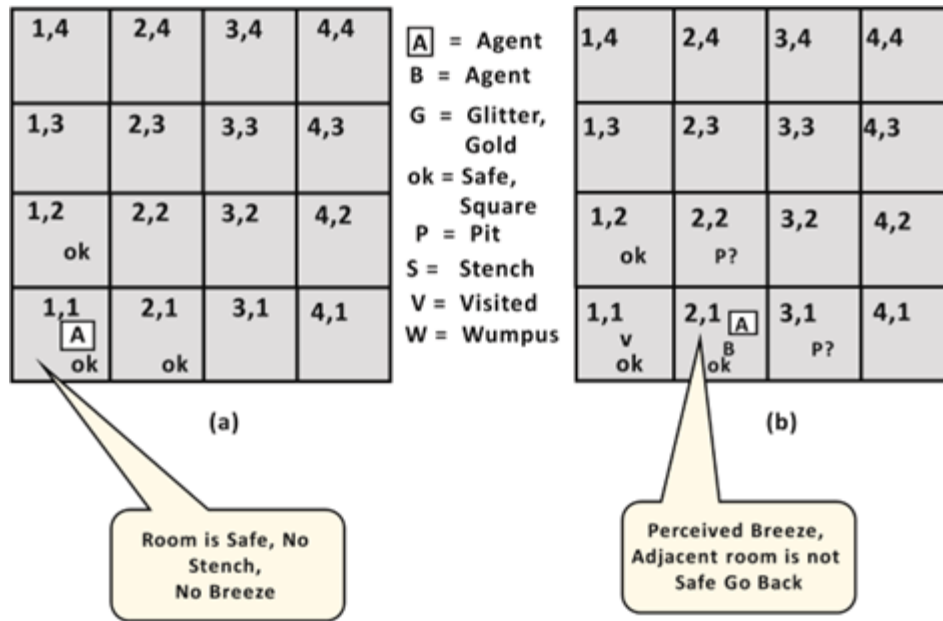 1,4 2,4 3,4 4,4
1,3 2,3 3,3 4,3
1,2 2,2 3,2 4,2
ok
1,1 2,1 3,1 4,1
A
ok ok
(a)
A = Agent
B = Agent
G = Glitter,
Gold
ok = Safe,
Square
P = Pit
S = Stench
V = Visited
W = Wumpus
1,4 2,4 3,4 4,4
1,3 2,3 3,3 4,3
1,2 2,2 3,2 4,2
ok P?
1,1 2,1 A 3,1 4,1
v B P?
ok ok
(b)
Room is Safe, No
Stench,
No Breeze
Perceived Breeze,
Adjacent room is not
Safe Go Back